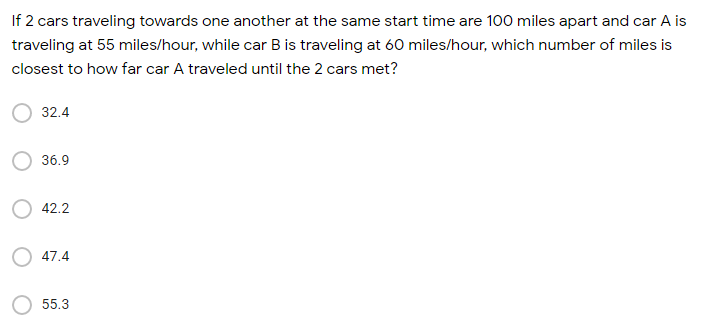 If 2 cars traveling towards one another at the same start time are 100 miles apart and car A is
traveling at 55 miles/hour, while car B is traveling at 60 miles/hour, which number of miles is
closest to how far car A traveled until the 2 cars met?
32.4
36.9
42.2
47.4
55.3